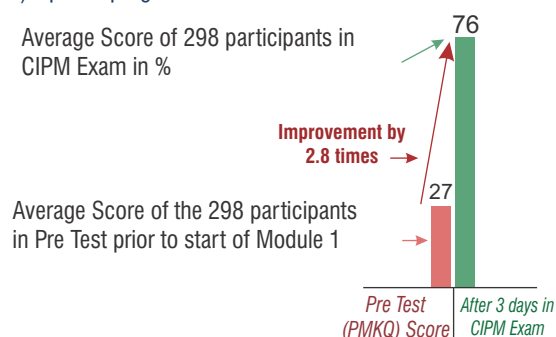 Average Score of 298 participants in
CIPM Exam in %
76
Improvement by
2.8 times
27
Average Score of the 298 participants
in Pre Test prior to start of Module 1
Pre Test
(PMKQ) Score
After 3 days in
CIPM Exam